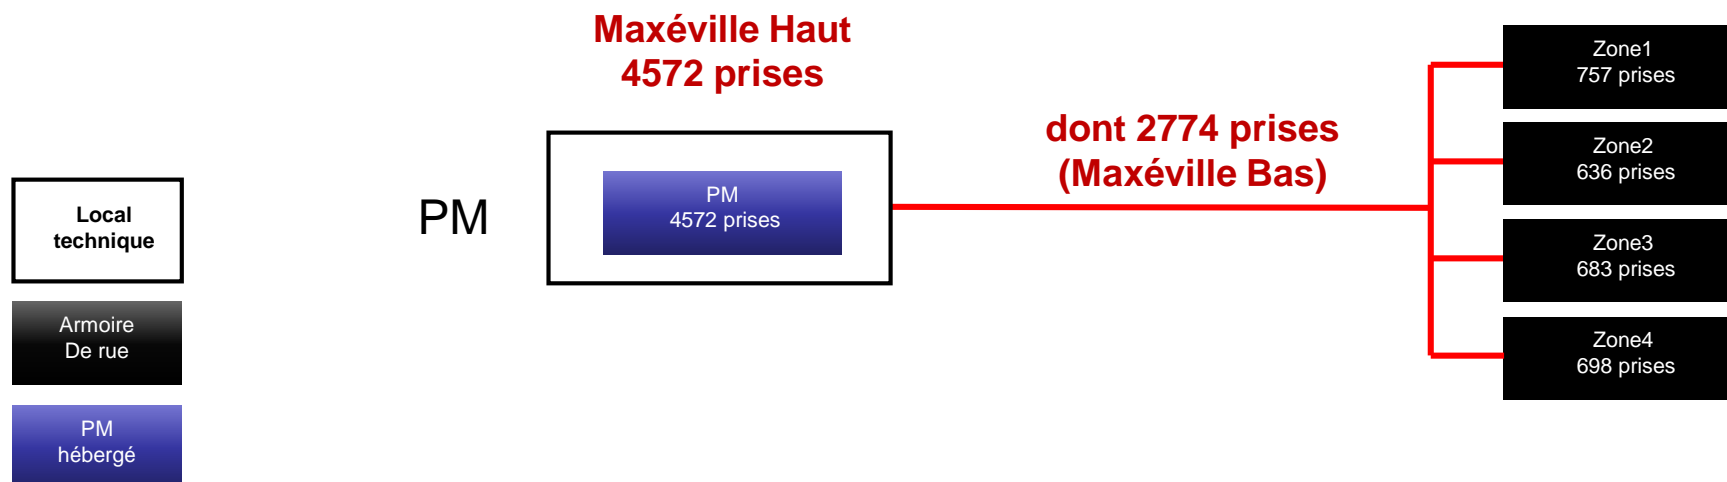 Maxéville Haut
4572 prises
dont 2774 prises
(Maxéville Bas)
Zone1
757 prises
Zone2
636 prises
Zone3
683 prises
Zone4
698 prises
PM
PM
4572 prises
Local
technique
Armoire
De rue
PM
hébergé